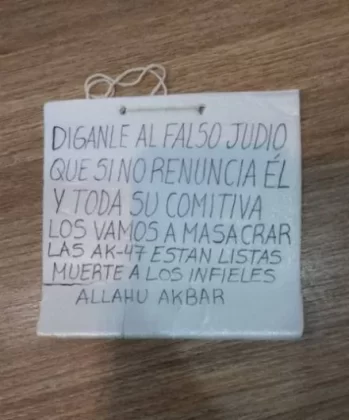 DIGANLE AL FALSO JUDIO
QUE SI NO RENUNCIA ÉL
Y TODA SU COMITIVA
LOS VAMOS A MASACRAR
LAS AK-47 ESTAN LISTAS
MUERTE A LOS INFIELES
ALLAHU AKBAR